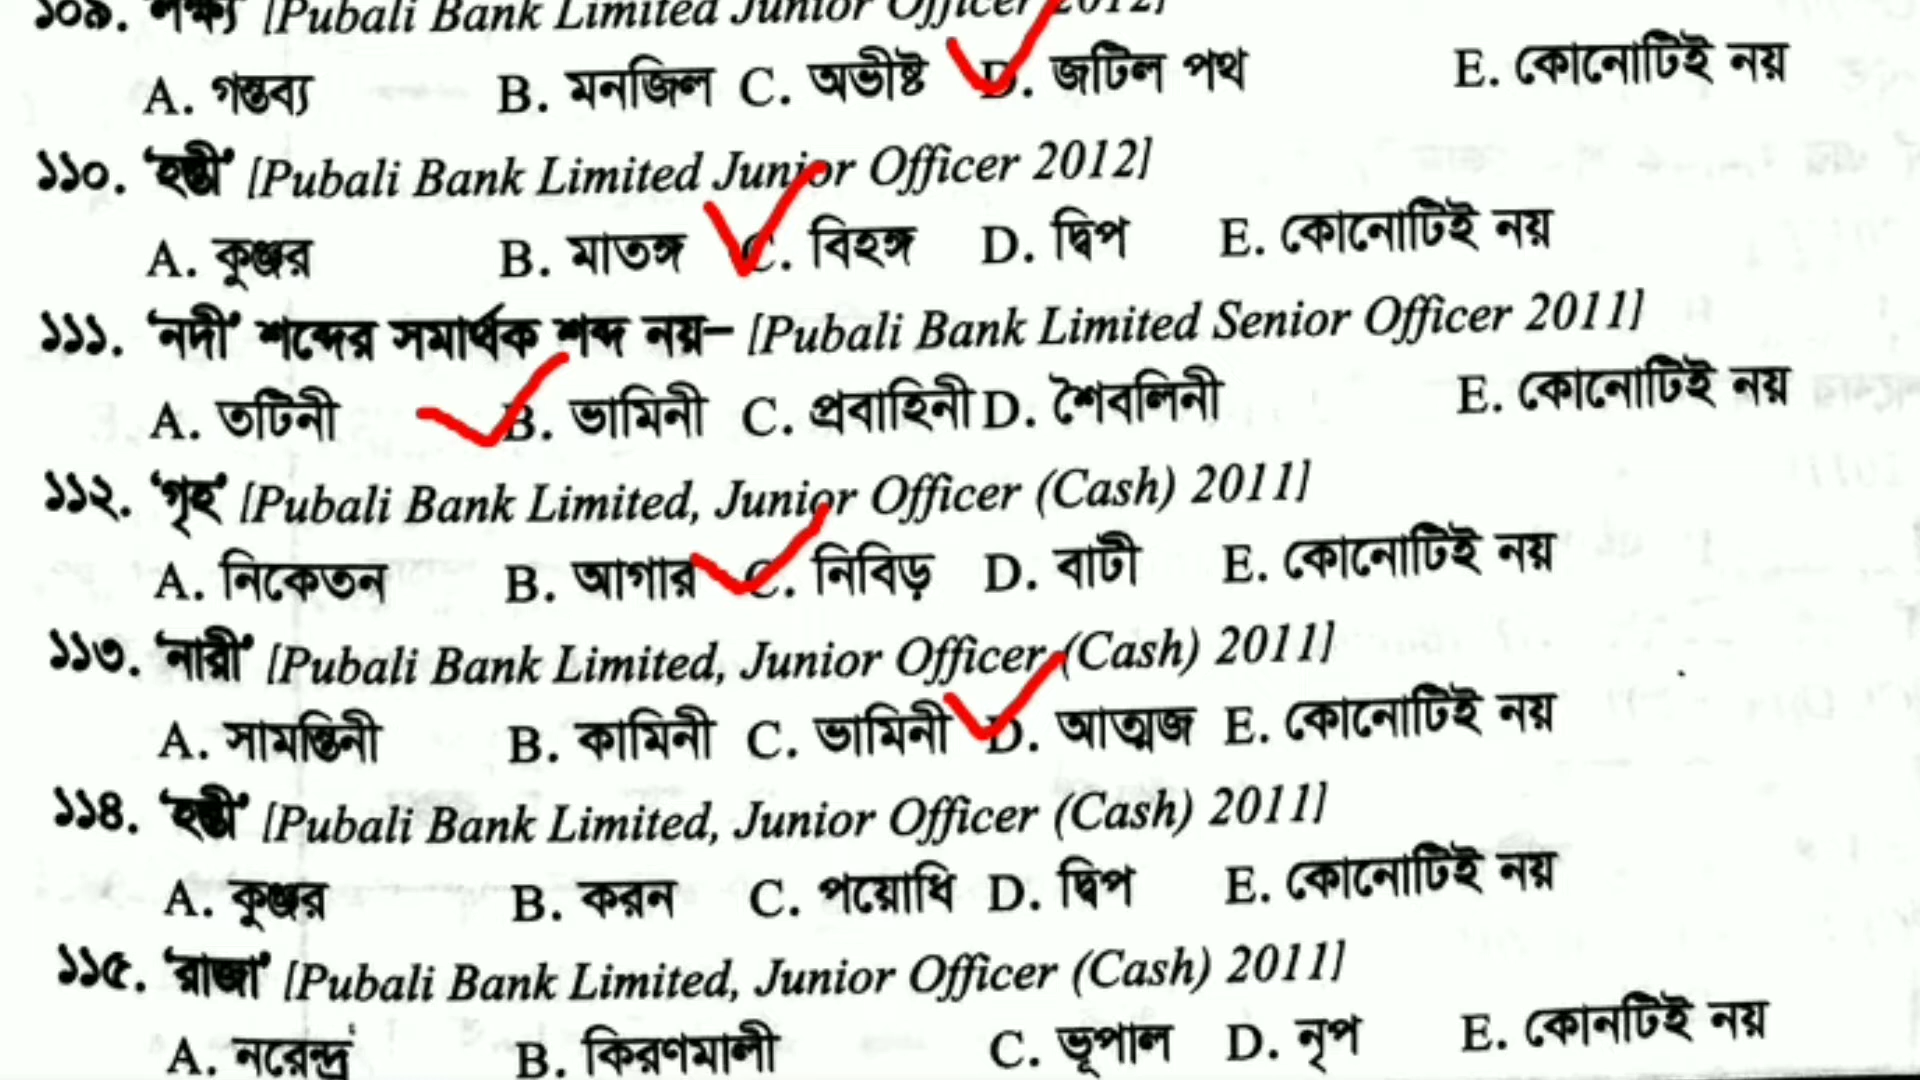 ১০৯. 'লক্ষ্য' [Pubali Bank Limited Junior Officer 2012]
A. গন্তব্য B. মনজিল C. অভীষ্ট D. জটিল পথ E. কোনোটিই নয়
১১০. 'হস্তী' [Pubali Bank Limited Junior Officer 2012]
A. কুঞ্জর B. মাতঙ্গ C. বিহঙ্গ D. দ্বিপ E. কোনোটিই নয়
১১১. 'নদী' শব্দের সমার্থক শব্দ নয়– [Pubali Bank Limited Senior Officer 2011]
A. তটিনী B. ভামিনী C. প্রবাহিনী D. শৈবলিনী E. কোনোটিই নয়
১১২. 'গৃহ' [Pubali Bank Limited, Junior Officer (Cash) 2011]
A. নিকেতন B. আগার C. নিবিড় D. বাটী E. কোনোটিই নয়
১১৩. 'নারী' [Pubali Bank Limited, Junior Officer (Cash) 2011]
A. সামন্তিনী B. কামিনী C. ভামিনী D. আত্মজ E. কোনোটিই নয়
১১৪. 'হস্তী' [Pubali Bank Limited, Junior Officer (Cash) 2011]
A. কুঞ্জর B. করন C. পয়োধি D. দ্বিপ E. কোনোটিই নয়
১১৫. 'রাজা' [Pubali Bank Limited, Junior Officer (Cash) 2011]
A. নরেন্দ্র B. কিরণমালী C. ভূপাল D. নৃপ E. কোনটিই নয়